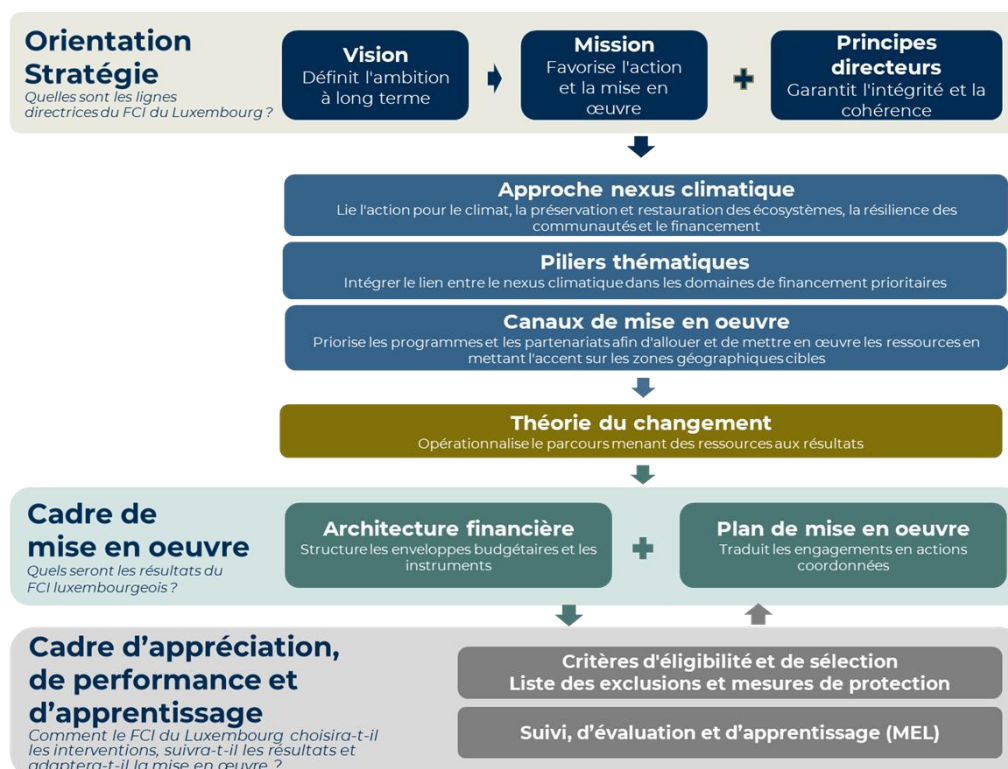 Orientation
Stratégie
Quelles sont les lignes
directrices du FCI du Luxembourg ?
Vision
Définit l'ambition
à long terme
Mission
Favorise l'action
et la mise en
œuvre
Principes
directeurs
Garantit l'intégrité et la
cohérence
Approche nexus climatique
Lie l'action pour le climat, la préservation et restauration des écosystèmes, la résilience des
communautés et le financement
Piliers thématiques
Intégrer le lien entre le nexus climatique dans les domaines de financement prioritaires
Canaux de mise en oeuvre
Priorise les programmes et les partenariats afin d'allouer et de mettre en œuvre les ressources en
mettant l'accent sur les zones géographiques cibles
Théorie du changement
Opérationnalise le parcours menant des ressources aux résultats
Cadre de
mise en oeuvre
Quels seront les résultats du
FCI luxembourgeois ?
Architecture financière
Structure les enveloppes budgétaires et les
instruments
Plan de mise en oeuvre
Traduit les engagements en actions
coordonnées
Cadre d'appréciation,
de performance et
d'apprentissage
Comment le FCI du Luxembourg choisira-t-il
les interventions, suivra-t-il les résultats et
adaptera-t-il la mise en œuvre ?
Critères d'éligibilité et de sélection
Liste des exclusions et mesures de protection
Suivi, d'évaluation et d'apprentissage (MEL)